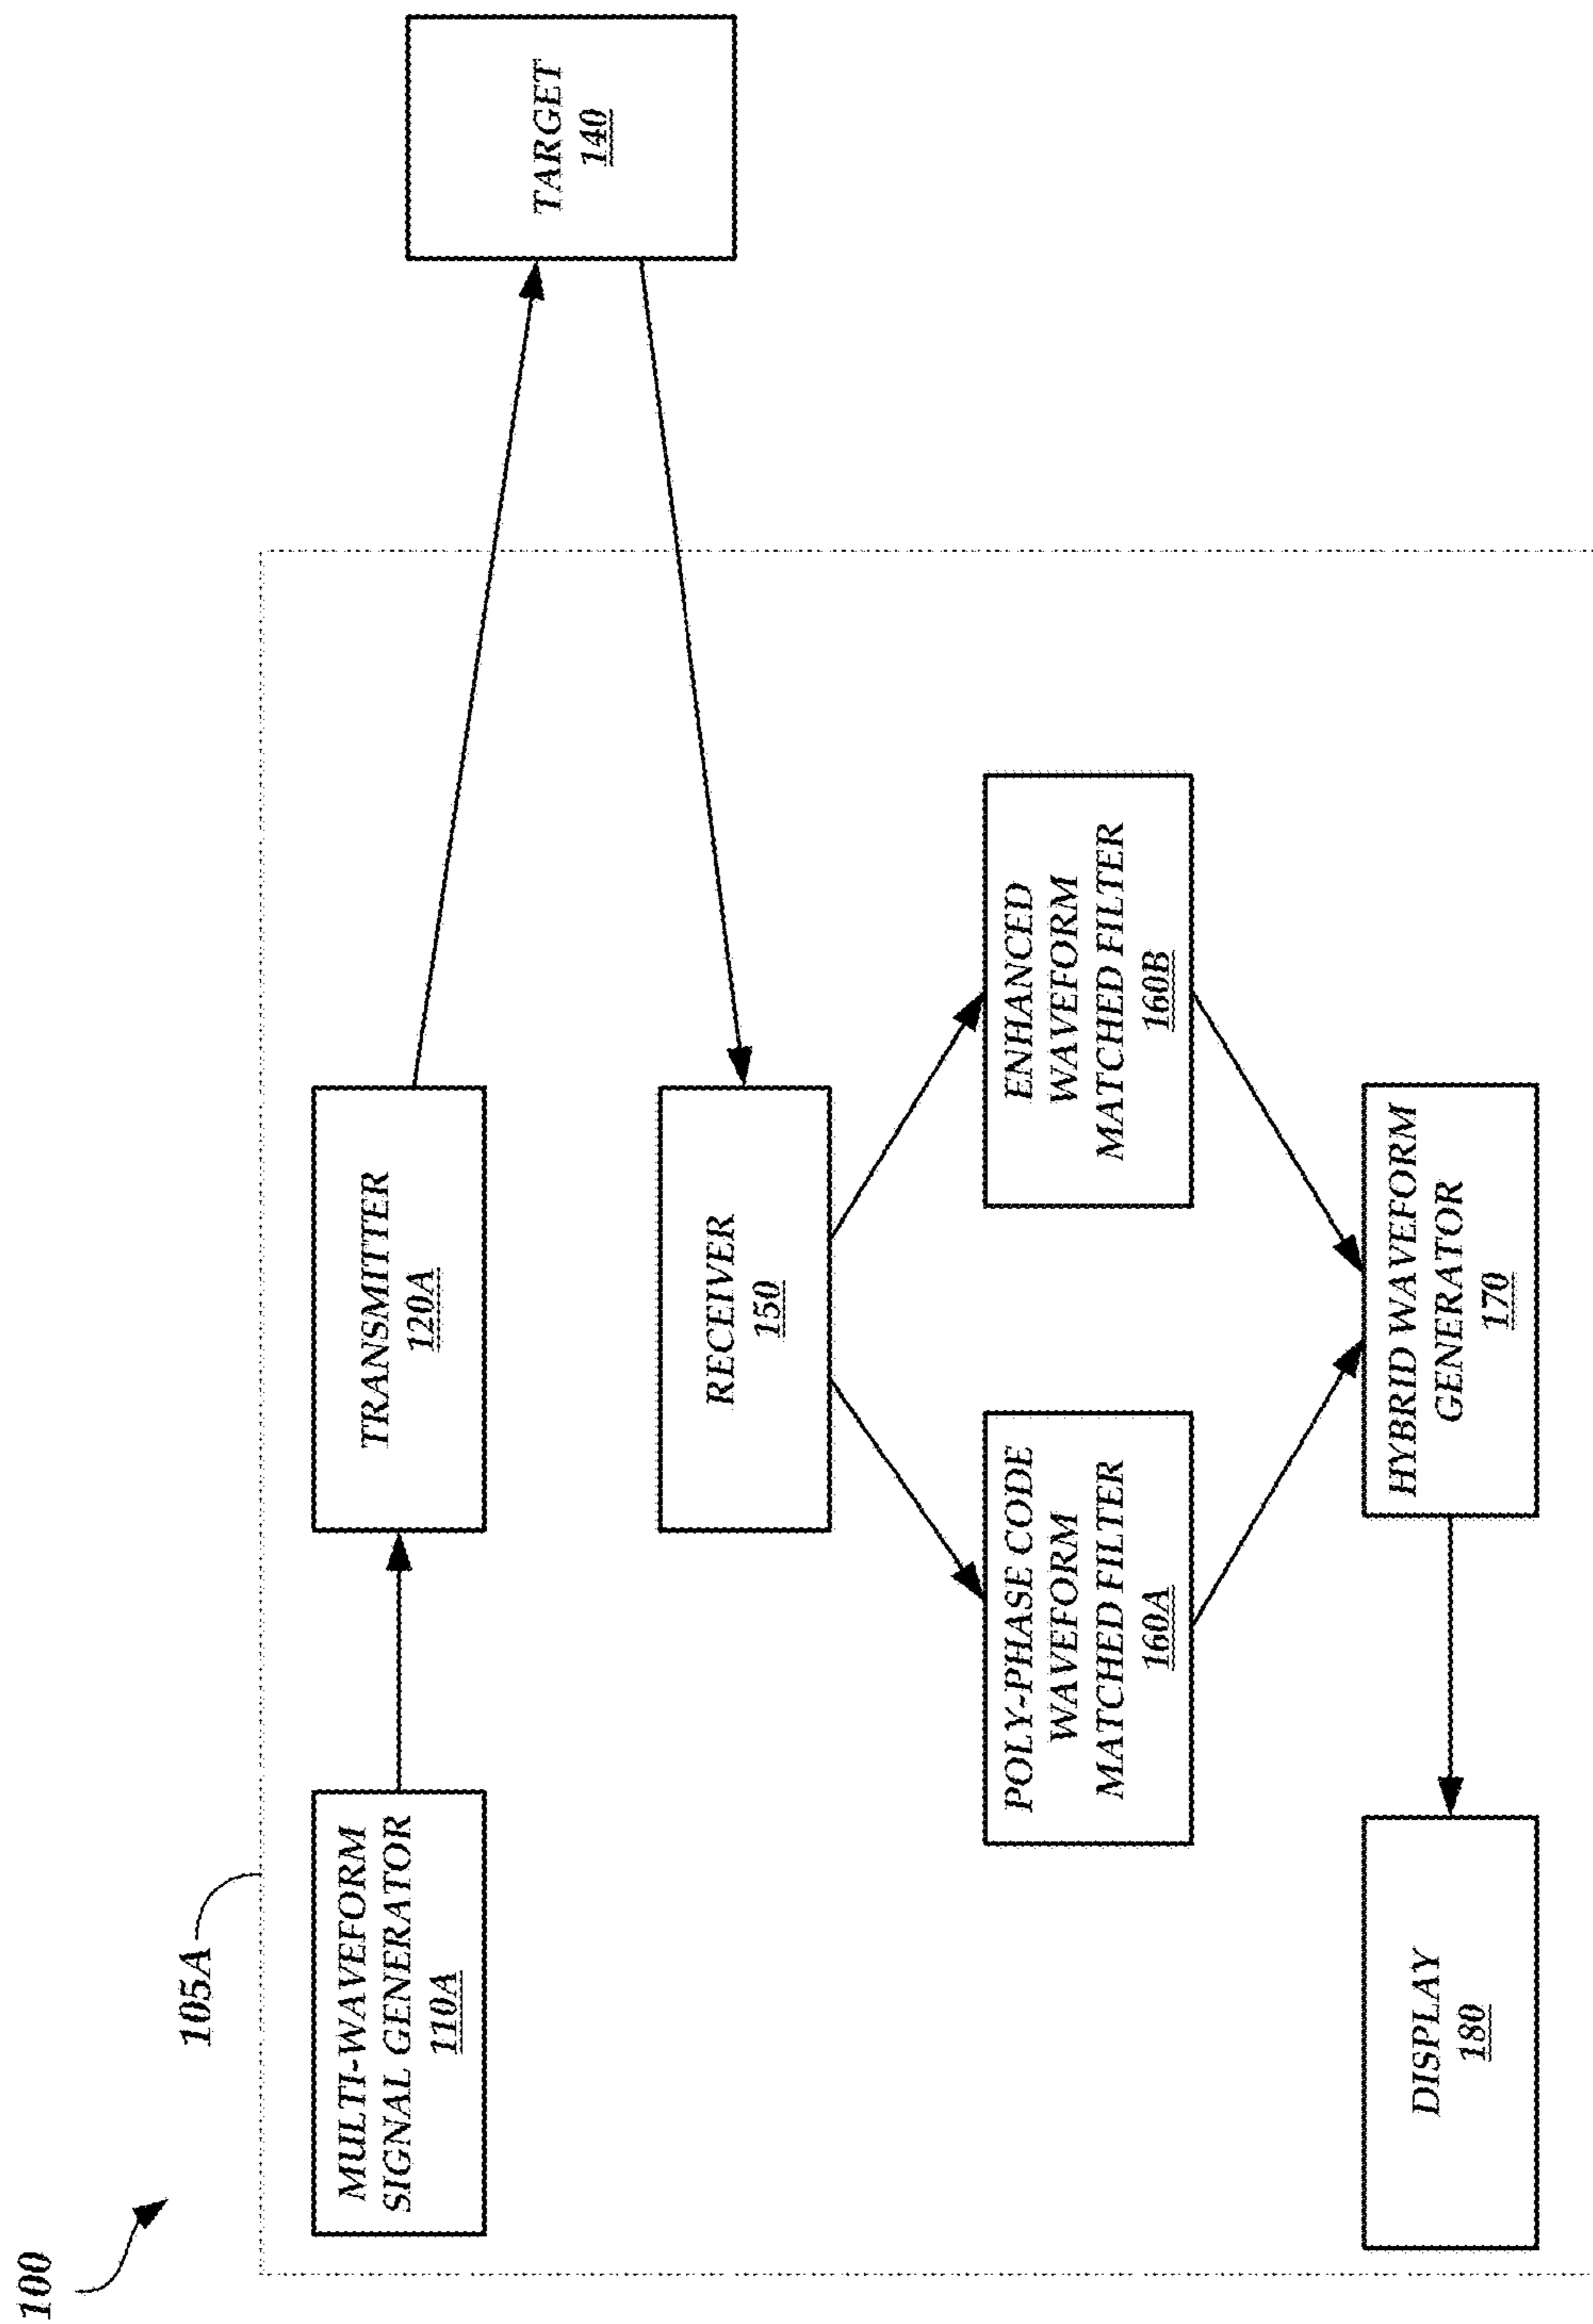 100
105A
MULTI-WAVEFORM
SIGNAL GENERATOR
110A
TRANSMITTER
120A
TARGET
140
RECEIVER
150
POLY-PHASE CODE
WAVEFORM
MATCHED FILTER
160A
ENHANCED
WAVEFORM
MATCHED FILTER
160B
HYBRID WAVEFORM
GENERATOR
170
DISPLAY
180